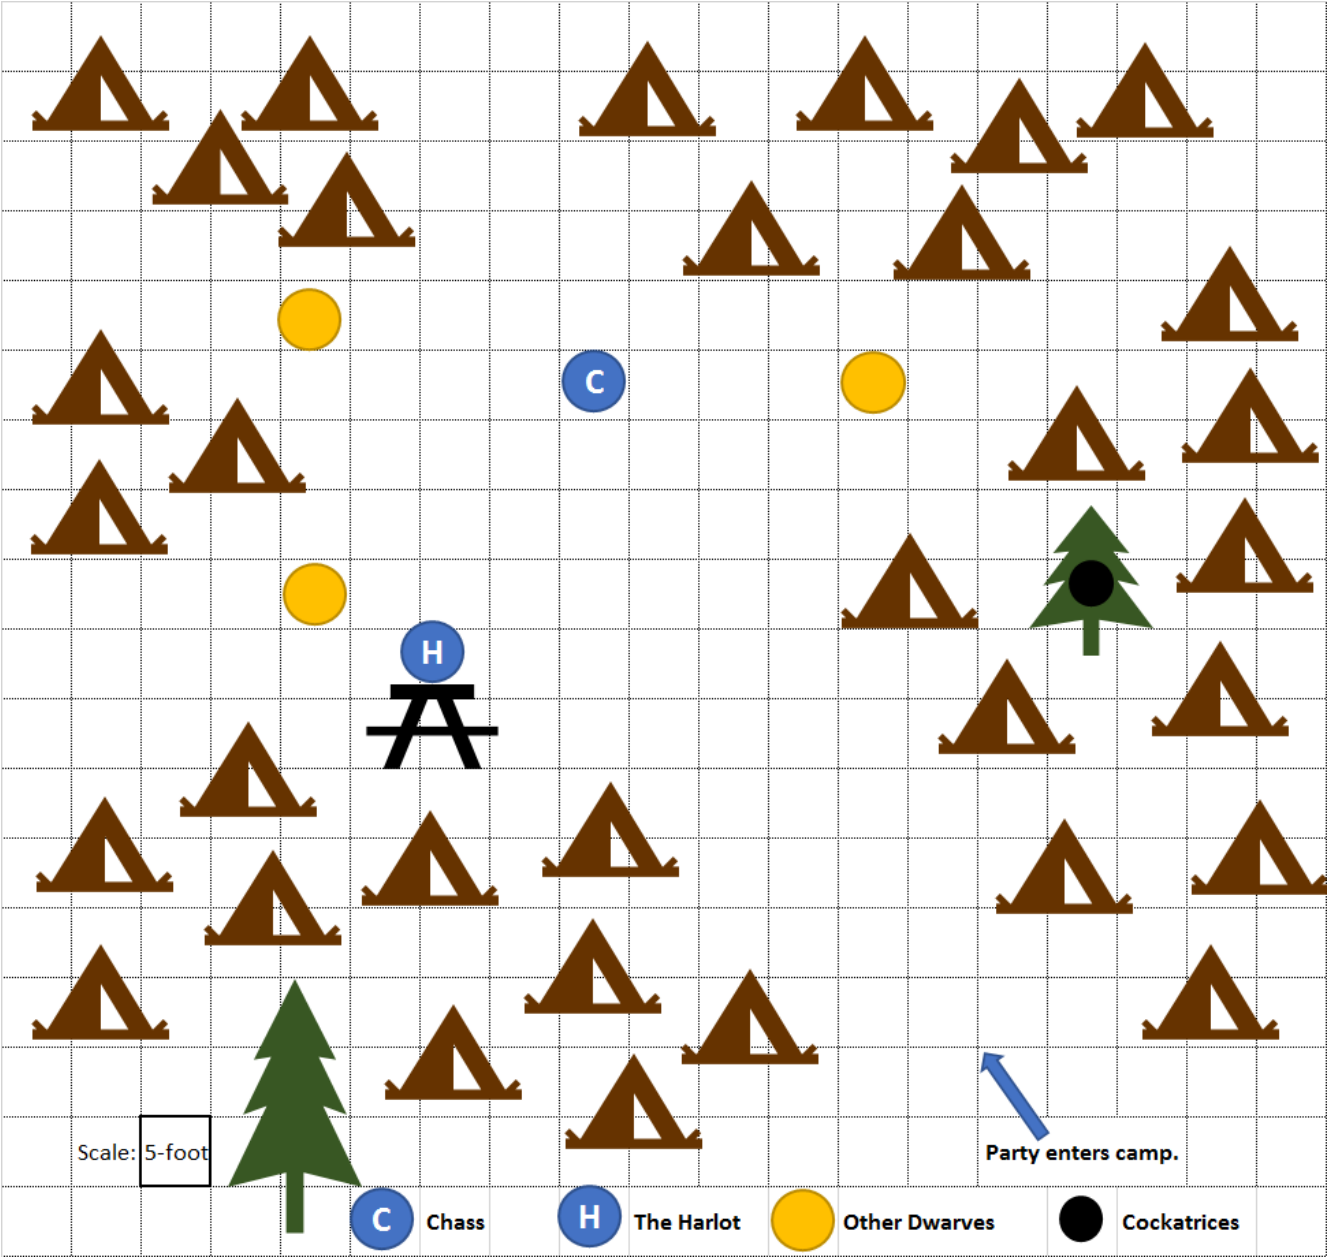 C
H
Scale: 5-foot
Party enters camp.
C Chass H The Harlot Other Dwarves Cockatrices